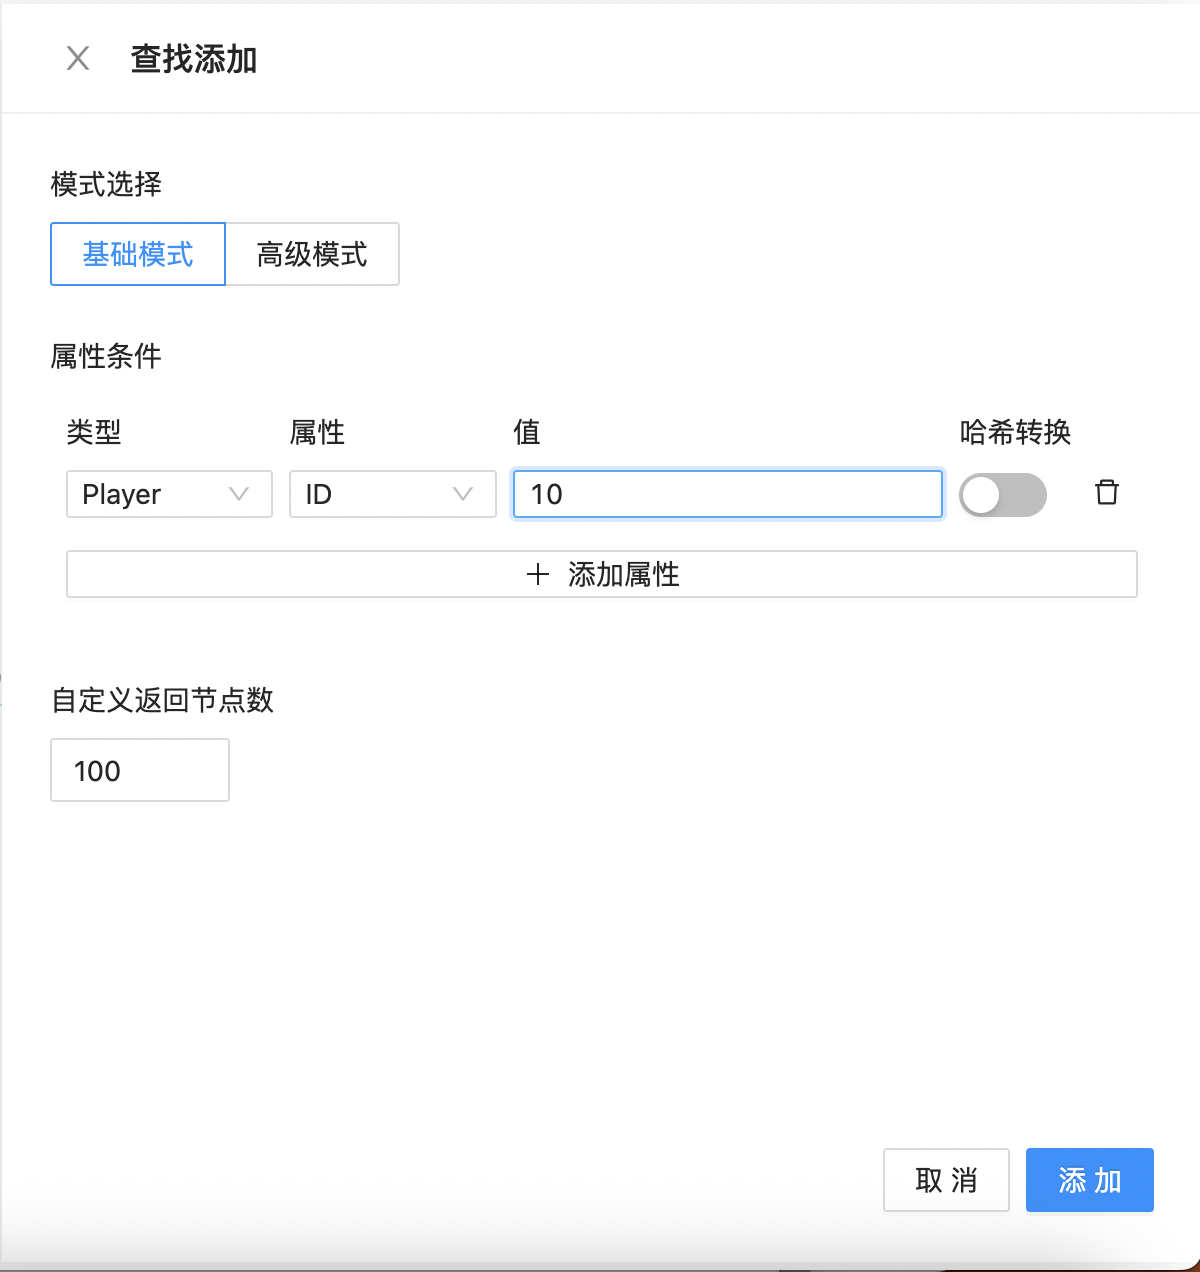 查找添加
模式选择
基础模式 高级模式
属性条件
类型 属性 值 哈希转换
Player ID 10
添加属性
自定义返回节点数
100
取消 添加